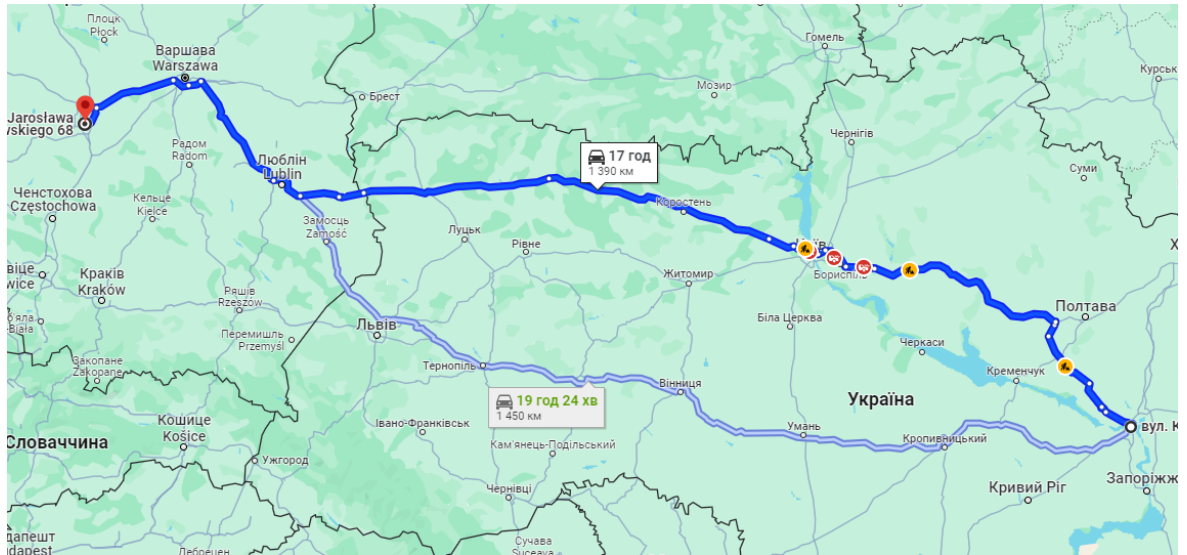 Плоцк
Płock
Гомель
Курськ
Варшава
Warszawa
Мозир
Брест
Jarosława
wskiego 68
Чернігів
Радом
Radom
17 год
1 390 км
Люблін
Lublin
Суми
Ченстохова
Częstochowa
Кельце
Kielce
Коростень
Замосць
Zamość
Луцьк
Рівне
Київ
Бориспіль
Житомир
Краків
Kraków
Ряшів
Rzeszów
Полтава
Львів
Біла Церква
Перемишль
Przemyśl
Черкаси
Закопане
Zakopane
Тернопіль
Кременчук
19 год 24 хв
1 450 км
Вінниця
Україна
Кошице
Košice
Словаччина
Івано-Франківськ
Умань
Кропивницький
вул. К
Кам'янець-Подільський
Ужгород
Запоріжж
Чернівці
Кривий Ріг
Сучава
Suceava
Дебрецен